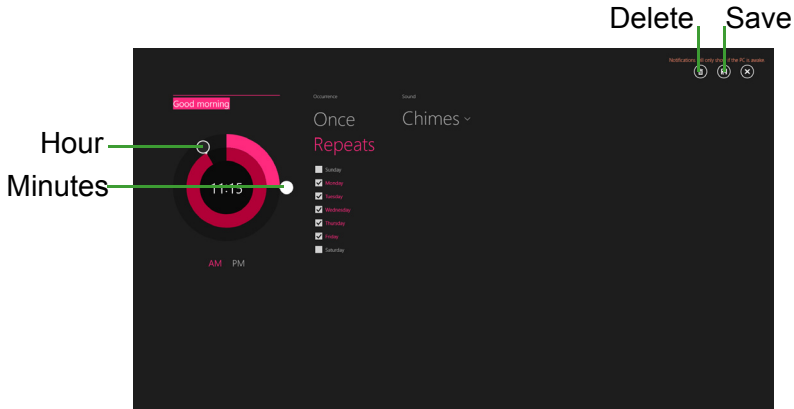 Delete Save
Notifications will only show if the PC is awake.
Good morning
Occurrence
Sound
Once
Chimes
Repeats
Hour
Sunday
Minutes
Monday
11:15
Tuesday
Wednesday
Thursday
Friday
Saturday
AM PM